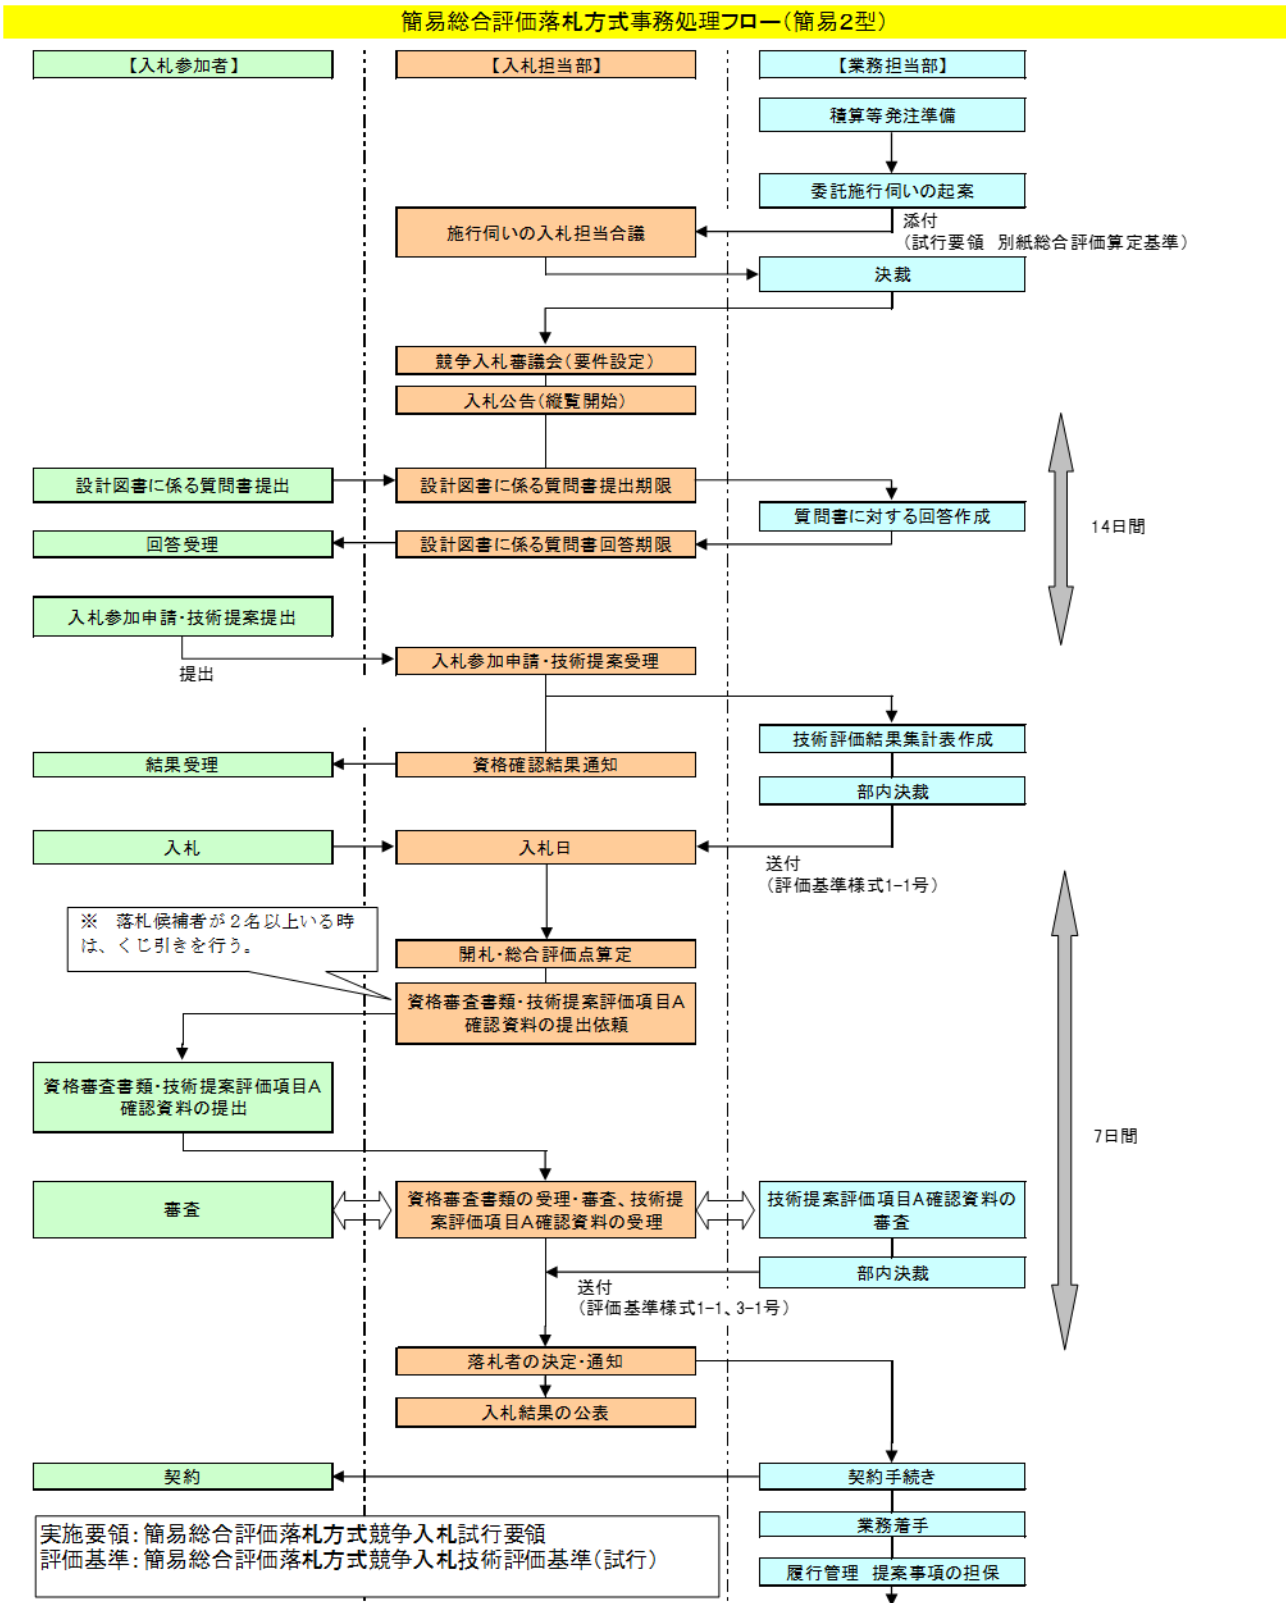 簡易総合評価落札方式事務処理フロー(簡易2型)
【入札参加者】
【入札担当部】
【業務担当部】
積算等発注準備
委託施行伺いの起案
添付
(試行要領 別紙総合評価算定基準)
施行伺いの入札担当合議
決裁
競争入札審議会(要件設定)
入札公告(縦覧開始)
設計図書に係る質問書提出
設計図書に係る質問書提出期限
質問書に対する回答作成
14日間
回答受理
設計図書に係る質問書回答期限
入札参加申請・技術提案提出
提出
入札参加申請・技術提案受理
技術評価結果集計表作成
結果受理
資格確認結果通知
部内決裁
入札
入札日
送付
(評価基準様式1-1号)
※ 落札候補者が2名以上いる時
は、くじ引きを行う。
開札・総合評価点算定
資格審査書類・技術提案評価項目A
確認資料の提出依頼
資格審査書類・技術提案評価項目A
確認資料の提出
7日間
審査
資格審査書類の受理・審査、技術提
案評価項目A確認資料の受理
技術提案評価項目A確認資料の
審査
部内決裁
送付
(評価基準様式1-1、3-1号)
落札者の決定・通知
入札結果の公表
契約
契約手続き
業務着手
履行管理 提案事項の担保
実施要領:簡易総合評価落札方式競争入札試行要領
評価基準:簡易総合評価落札方式競争入札技術評価基準(試行)